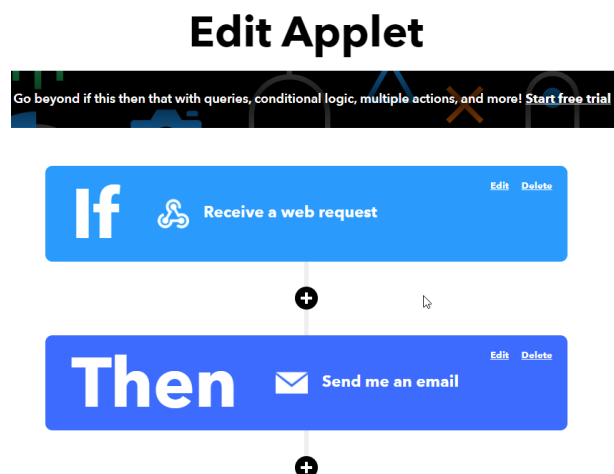 Edit Applet
Go beyond if this then that with queries, conditional logic, multiple actions, and more! Start free trial
If Receive a web request Edit Delete
Then Send me an email Edit Delete